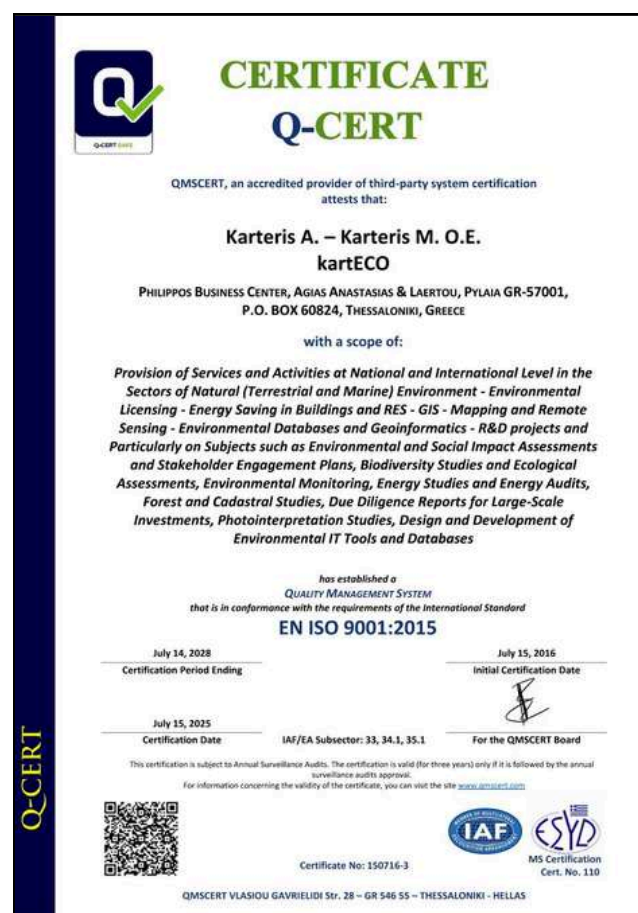 CERTIFICATE
Q-CERT
Q-CERT SAFE
QMSCERT, an accredited provider of third-party system certification
attests that:
Karteris A. – Karteris M. O.E.
kartECO
PHILIPPOS BUSINESS CENTER, AGIAS ANASTASIAS & LAERTOU, PYLAIA GR-57001,
P.O. BOX 60824, THESSALONIKI, GREECE
with a scope of:
Provision of Services and Activities at National and International Level in the
Sectors of Natural (Terrestrial and Marine) Environment - Environmental
Licensing - Energy Saving in Buildings and RES - GIS - Mapping and Remote
Sensing - Environmental Databases and Geoinformatics - R&D projects and
Particularly on Subjects such as Environmental and Social Impact Assessments
and Stakeholder Engagement Plans, Biodiversity Studies and Ecological
Assessments, Environmental Monitoring, Energy Studies and Energy Audits,
Forest and Cadastral Studies, Due Diligence Reports for Large-Scale
Investments, Photointerpretation Studies, Design and Development of
Environmental IT Tools and Databases
has established a
QUALITY MANAGEMENT SYSTEM
that is in conformance with the requirements of the International Standard
EN ISO 9001:2015
July 14, 2028
Certification Period Ending
July 15, 2016
Initial Certification Date
July 15, 2025
Certification Date
IAF/EA Subsector: 33, 34.1, 35.1
For the QMSCERT Board
This certification is subject to Annual Surveillance Audits. The certification is valid (for three years) only if it is followed by the annual
surveillance audits approval.
For information concerning the validity of the certificate, you can visit the site www.qmscert.com
Q-CERT
IAF
ESYD
MS Certification
Cert. No. 110
Certificate No: 150716-3
QMSCERT VLASIOU GAVRIELIDI Str. 28 – GR 546 55 – THESSALONIKI - HELLAS